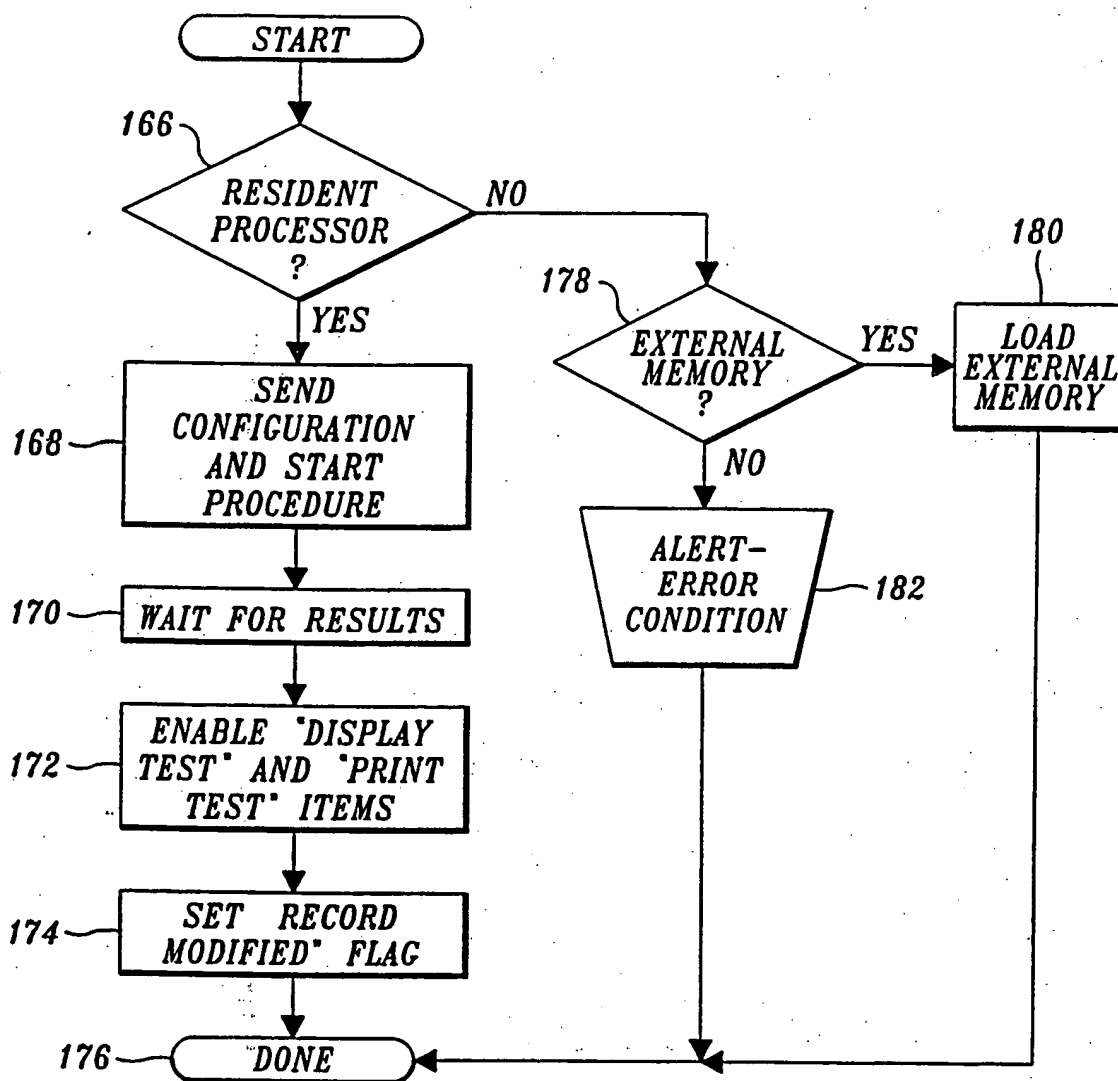 START
166
RESIDENT
PROCESSOR
?
NO
YES
168
SEND
CONFIGURATION
AND START
PROCEDURE
170
WAIT FOR RESULTS
172
ENABLE "DISPLAY
TEST" AND "PRINT
TEST" ITEMS
174
SET RECORD
MODIFIED" FLAG
176
DONE
178
EXTERNAL
MEMORY
?
YES
NO
180
LOAD
EXTERNAL
MEMORY
ALERT-
ERROR
CONDITION
182